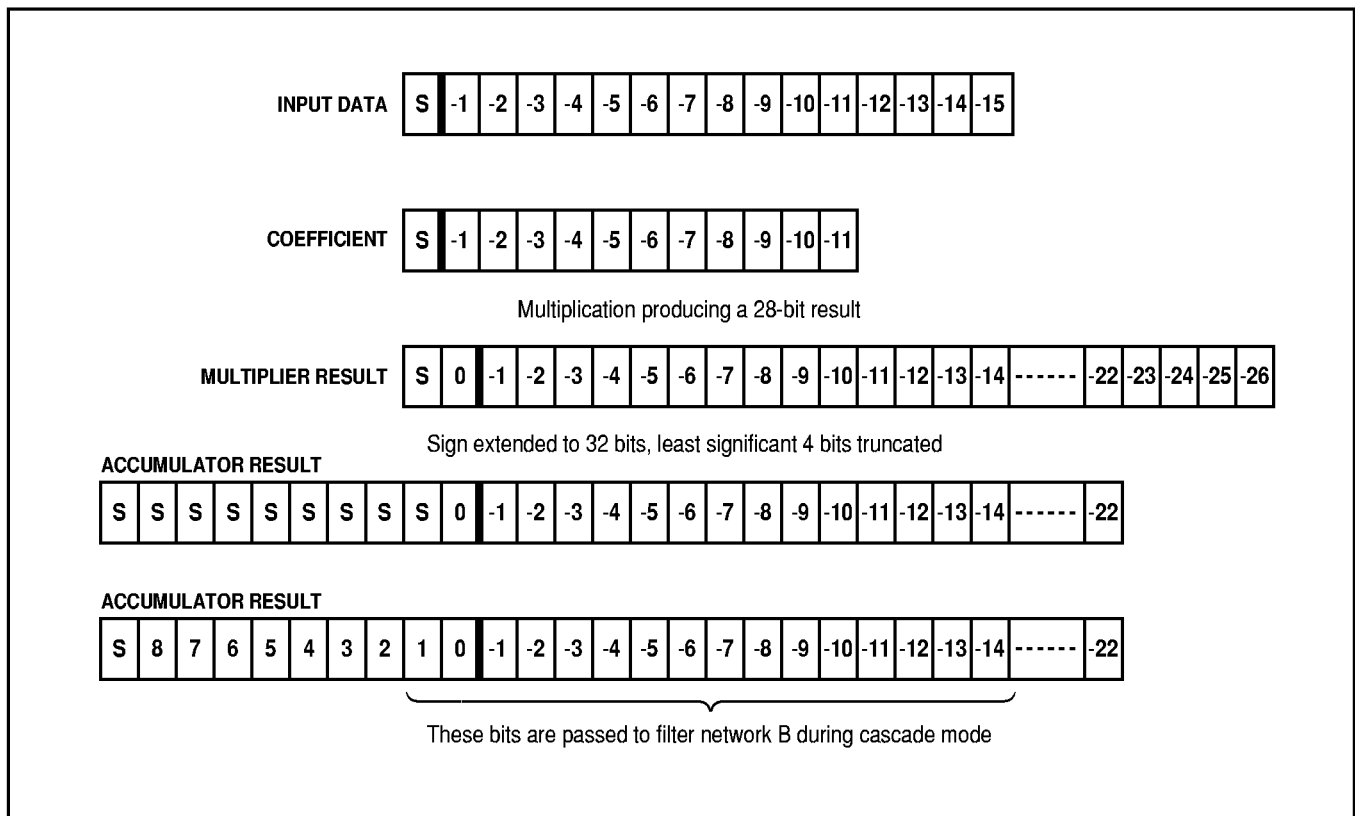 INPUT DATA S -1 -2 -3 -4 -5 -6 -7 -8 -9 -10 -11 -12 -13 -14 -15
COEFFICIENT S -1 -2 -3 -4 -5 -6 -7 -8 -9 -10 -11
Multiplication producing a 28-bit result
MULTIPLIER RESULT S 0 -1 -2 -3 -4 -5 -6 -7 -8 -9 -10 -11 -12 -13 -14 ------ -22 -23 -24 -25 -26
Sign extended to 32 bits, least significant 4 bits truncated
ACCUMULATOR RESULT
S S S S S S S S S 0 -1 -2 -3 -4 -5 -6 -7 -8 -9 -10 -11 -12 -13 -14 ------ -22
ACCUMULATOR RESULT
S 8 7 6 5 4 3 2 1 0 -1 -2 -3 -4 -5 -6 -7 -8 -9 -10 -11 -12 -13 -14 ------ -22
These bits are passed to filter network B during cascade mode